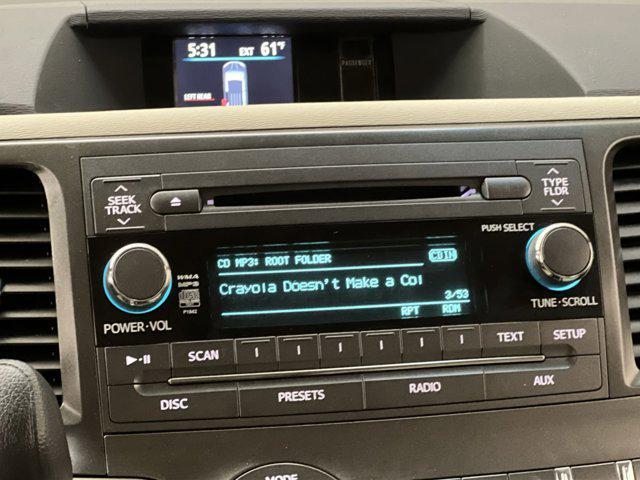 5:31 EXT 61°F
LEFT REAR
PASSENGER
SEEK
TRACK
TYPE
FLDR
PUSH SELECT
CD MP3: ROOT FOLDER
CD IN
WMA
MP3
Crayola Doesn't Make a Col
3/53
RPT RDM
P1842
POWER·VOL
TUNE·SCROLL
SCAN
TEXT
SETUP
DISC
PRESETS
RADIO
AUX
MODE